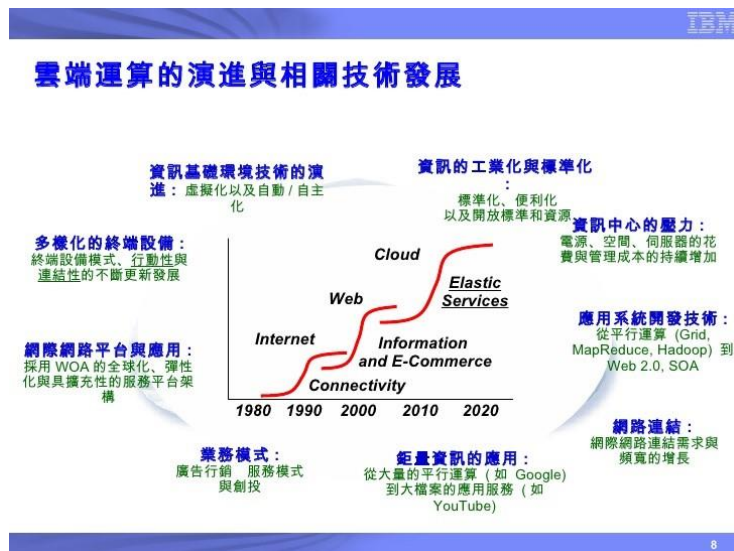 IBM
雲端運算的演進與相關技術發展
資訊基礎環境技術的演
進：虛擬化以及自動/自主
化
資訊的工業化與標準化
：
標準化、便利化
以及開放標準和資源
多樣化的終端設備：
終端設備模式、行動性與
連結性的不斷更新發展
資訊中心的壓力：
電源、空間、伺服器的花
費與管理成本的持續增加
網際網路平台與應用：
採用 WOA 的全球化、彈性
化與具擴充性的服務平台架
構
應用系統開發技術：
從平行運算 (Grid,
MapReduce, Hadoop) 到
Web 2.0, SOA
Cloud
Elastic
Services
Web
Internet
Information
and E-Commerce
Connectivity
1980 1990 2000 2010 2020
業務模式：
廣告行銷 服務模式
與創投
鉅量資訊的應用：
從大量的平行運算 ( 如 Google)
到大檔案的應用服務 ( 如
YouTube)
網路連結：
網際網路連結需求與
頻寬的增長
8